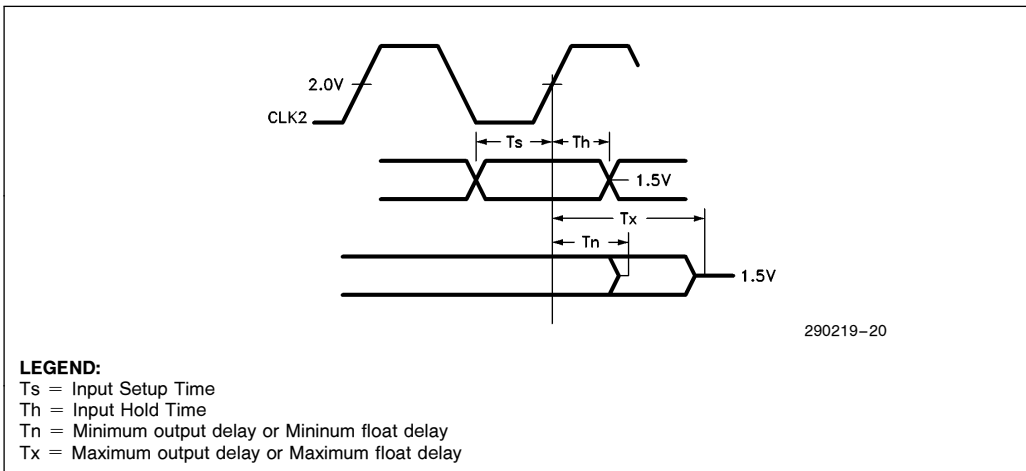 2.0V
CLK2
Ts
Th
1.5V
Tx
Tn
1.5V
290219–20
LEGEND:
Ts = Input Setup Time
Th = Input Hold Time
Tn = Minimum output delay or Mininum float delay
Tx = Maximum output delay or Maximum float delay